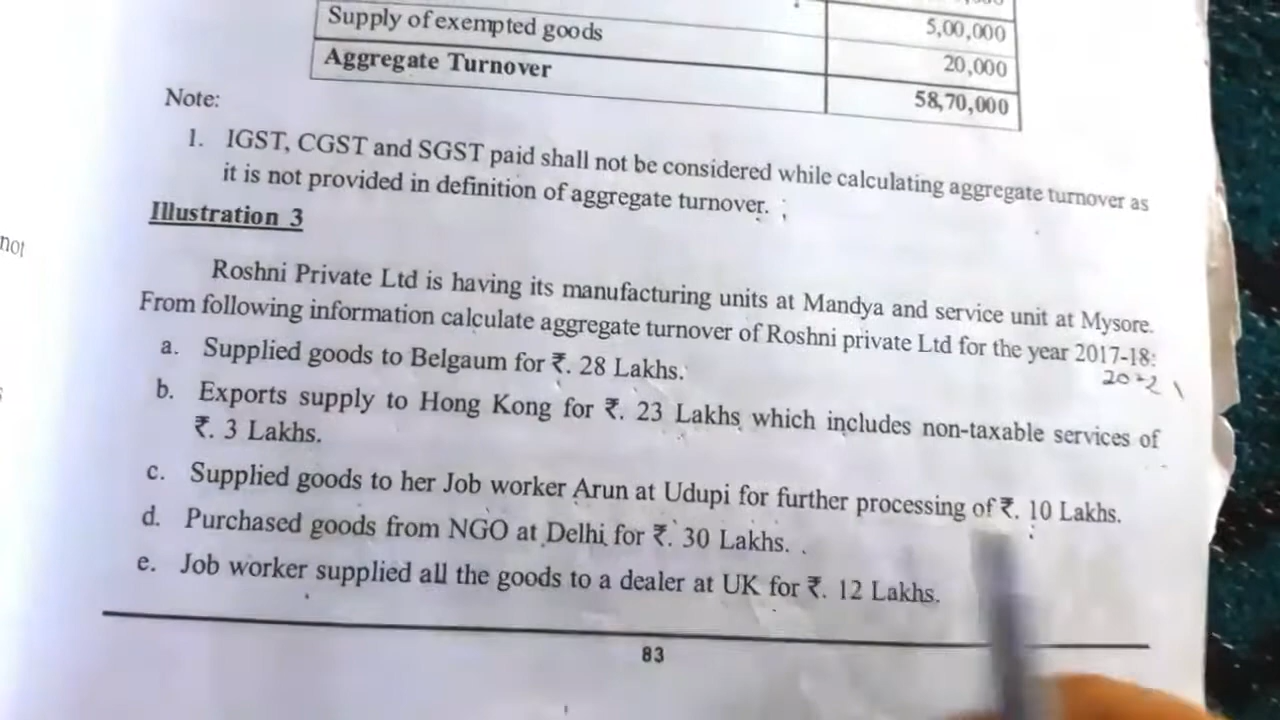 Supply of exempted goods 5,00,000
20,000
Aggregate Turnover 58,70,000
Note:
1. IGST, CGST and SGST paid shall not be considered while calculating aggregate turnover as
it is not provided in definition of aggregate turnover.
Illustration 3
not
Roshni Private Ltd is having its manufacturing units at Mandya and service unit at Mysore.
From following information calculate aggregate turnover of Roshni private Ltd for the year 2017-18:
a. Supplied goods to Belgaum for ₹. 28 Lakhs.
b. Exports supply to Hong Kong for ₹. 23 Lakhs which includes non-taxable services of
₹. 3 Lakhs.
c. Supplied goods to her Job worker Arun at Udupi for further processing of ₹. 10 Lakhs.
d. Purchased goods from NGO at Delhi for ₹. 30 Lakhs.
e. Job worker supplied all the goods to a dealer at UK for ₹. 12 Lakhs.
83